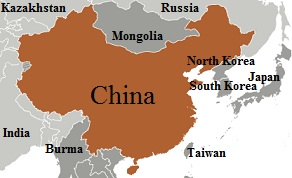 Kazakhstan
Russia
Mongolia
North Korea
Japan
South Korea
China
India
Burma
Taiwan